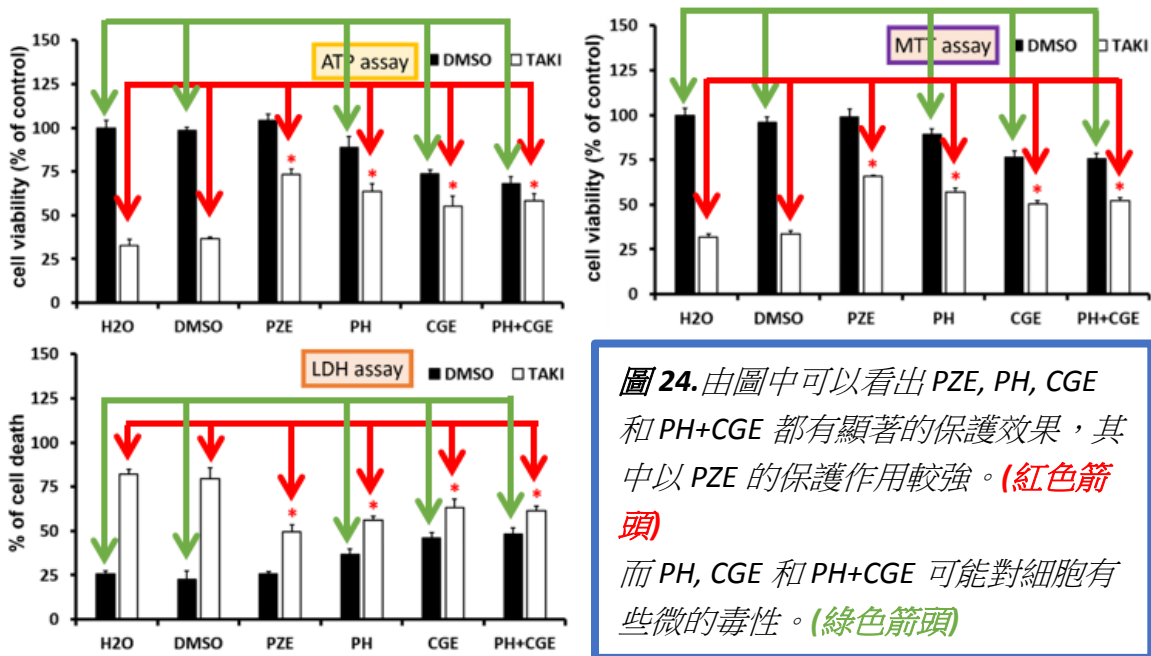 cell viability (% of control)
150
125
100
75
50
25
0
ATP assay
DMSO TAKI
* * * *
H2O DMSO PZE PH CGE PH+CGE
cell viability (% of control)
150
125
100
75
50
25
0
MTT assay
DMSO TAKI
* * * *
H2O DMSO PZE PH CGE PH+CGE
% of cell death
150
125
100
75
50
25
0
LDH assay
DMSO TAKI
* * * *
H2O DMSO PZE PH CGE PH+CGE
圖 24.由圖中可以看出 PZE, PH, CGE
和 PH+CGE 都有顯著的保護效果，其
中以 PZE 的保護作用較強。(紅色箭
頭)
而 PH, CGE 和 PH+CGE 可能對細胞有
些微的毒性。(綠色箭頭)